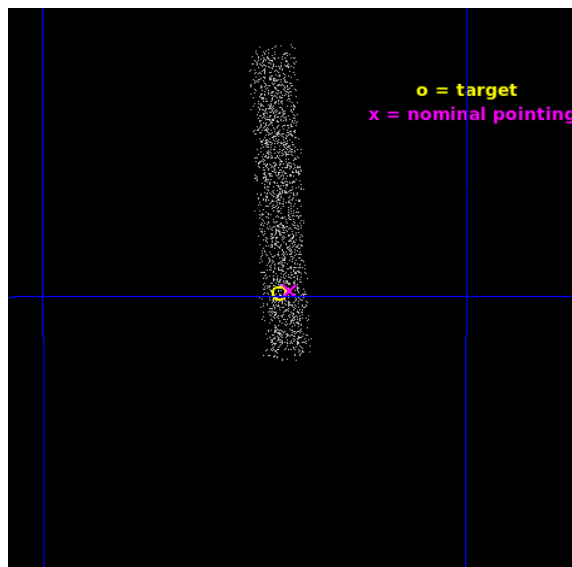 o = target
x = nominal pointing